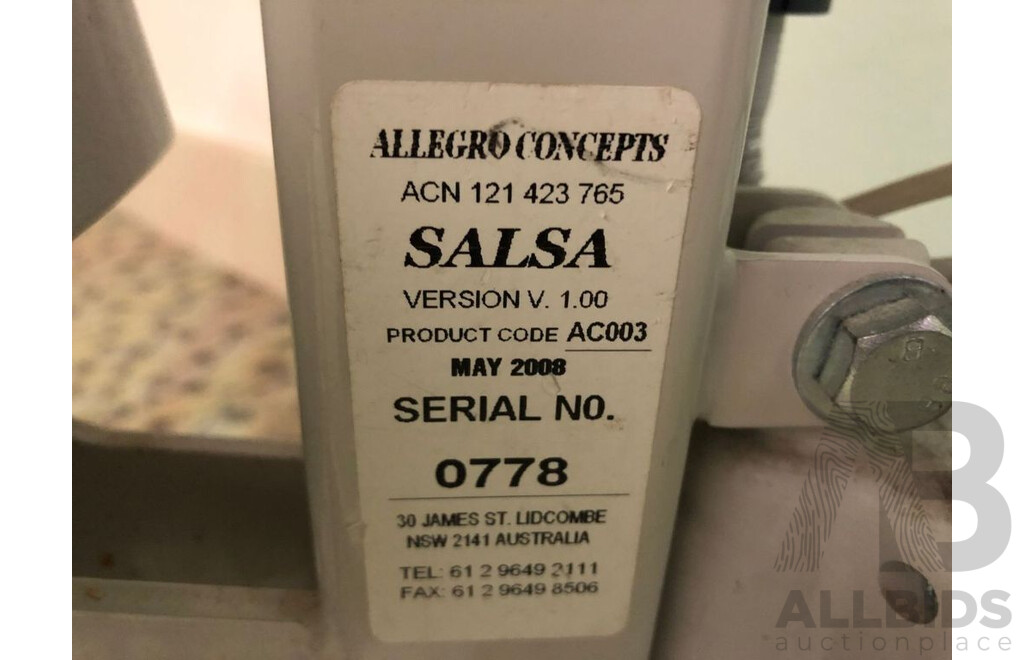 ALLEGRO CONCEPTS
ACN 121 423 765
SALSA
VERSION V. 1.00
PRODUCT CODE AC003
MAY 2008
SERIAL NO.
0778
30 JAMES ST. LIDCOMBE
NSW 2141 AUSTRALIA
TEL: 61 2 9649 2111
FAX: 61 2 9649 8506
AB
ALLBIDS
auctionplace